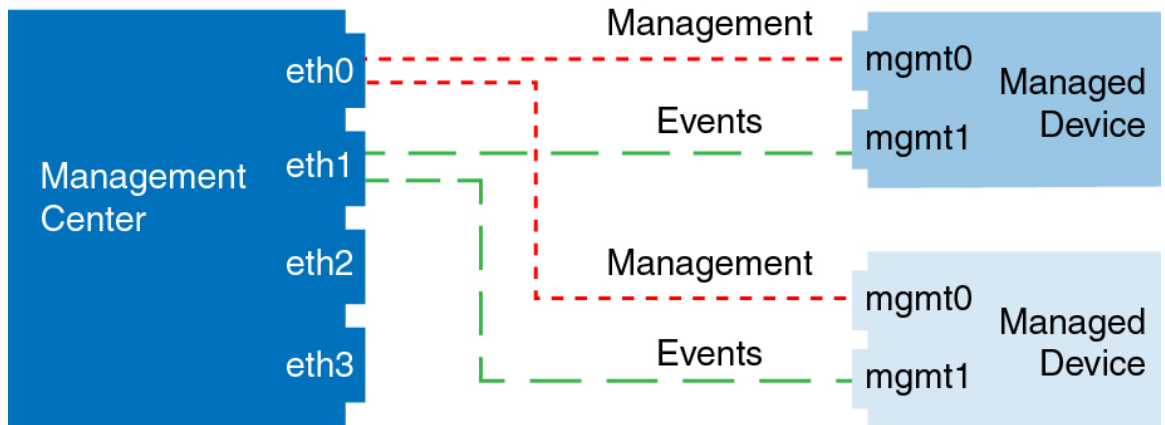 Management
Center
eth0
eth1
eth2
eth3
Management
Events
mgmt0
mgmt1
Managed
Device
Management
Events
mgmt0
mgmt1
Managed
Device